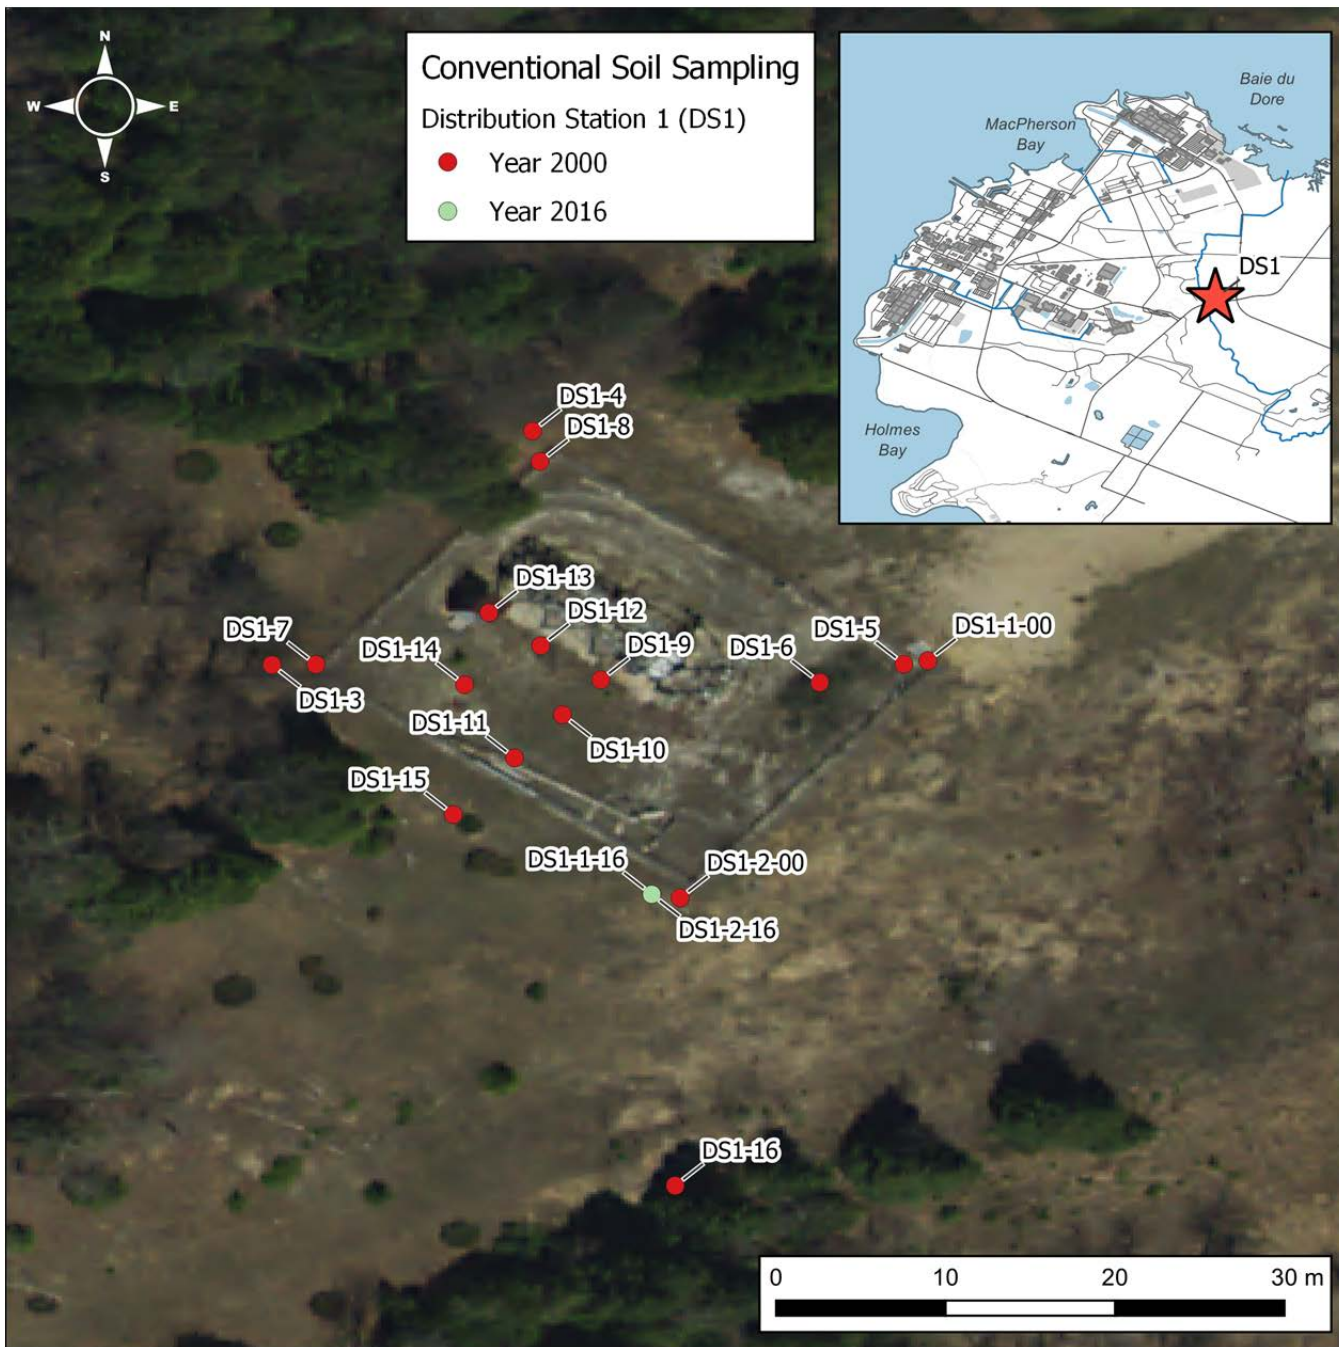 N
W
E
S
Conventional Soil Sampling
Distribution Station 1 (DS1)
Year 2000
Year 2016
Baie du
Dore
MacPherson
Bay
DS1
Holmes
Bay
DS1-4
DS1-8
DS1-13
DS1-12
DS1-7
DS1-14
DS1-9
DS1-6
DS1-5
DS1-1-00
DS1-3
DS1-11
DS1-10
DS1-15
DS1-1-16
DS1-2-00
DS1-2-16
DS1-16
0 10 20 30 m